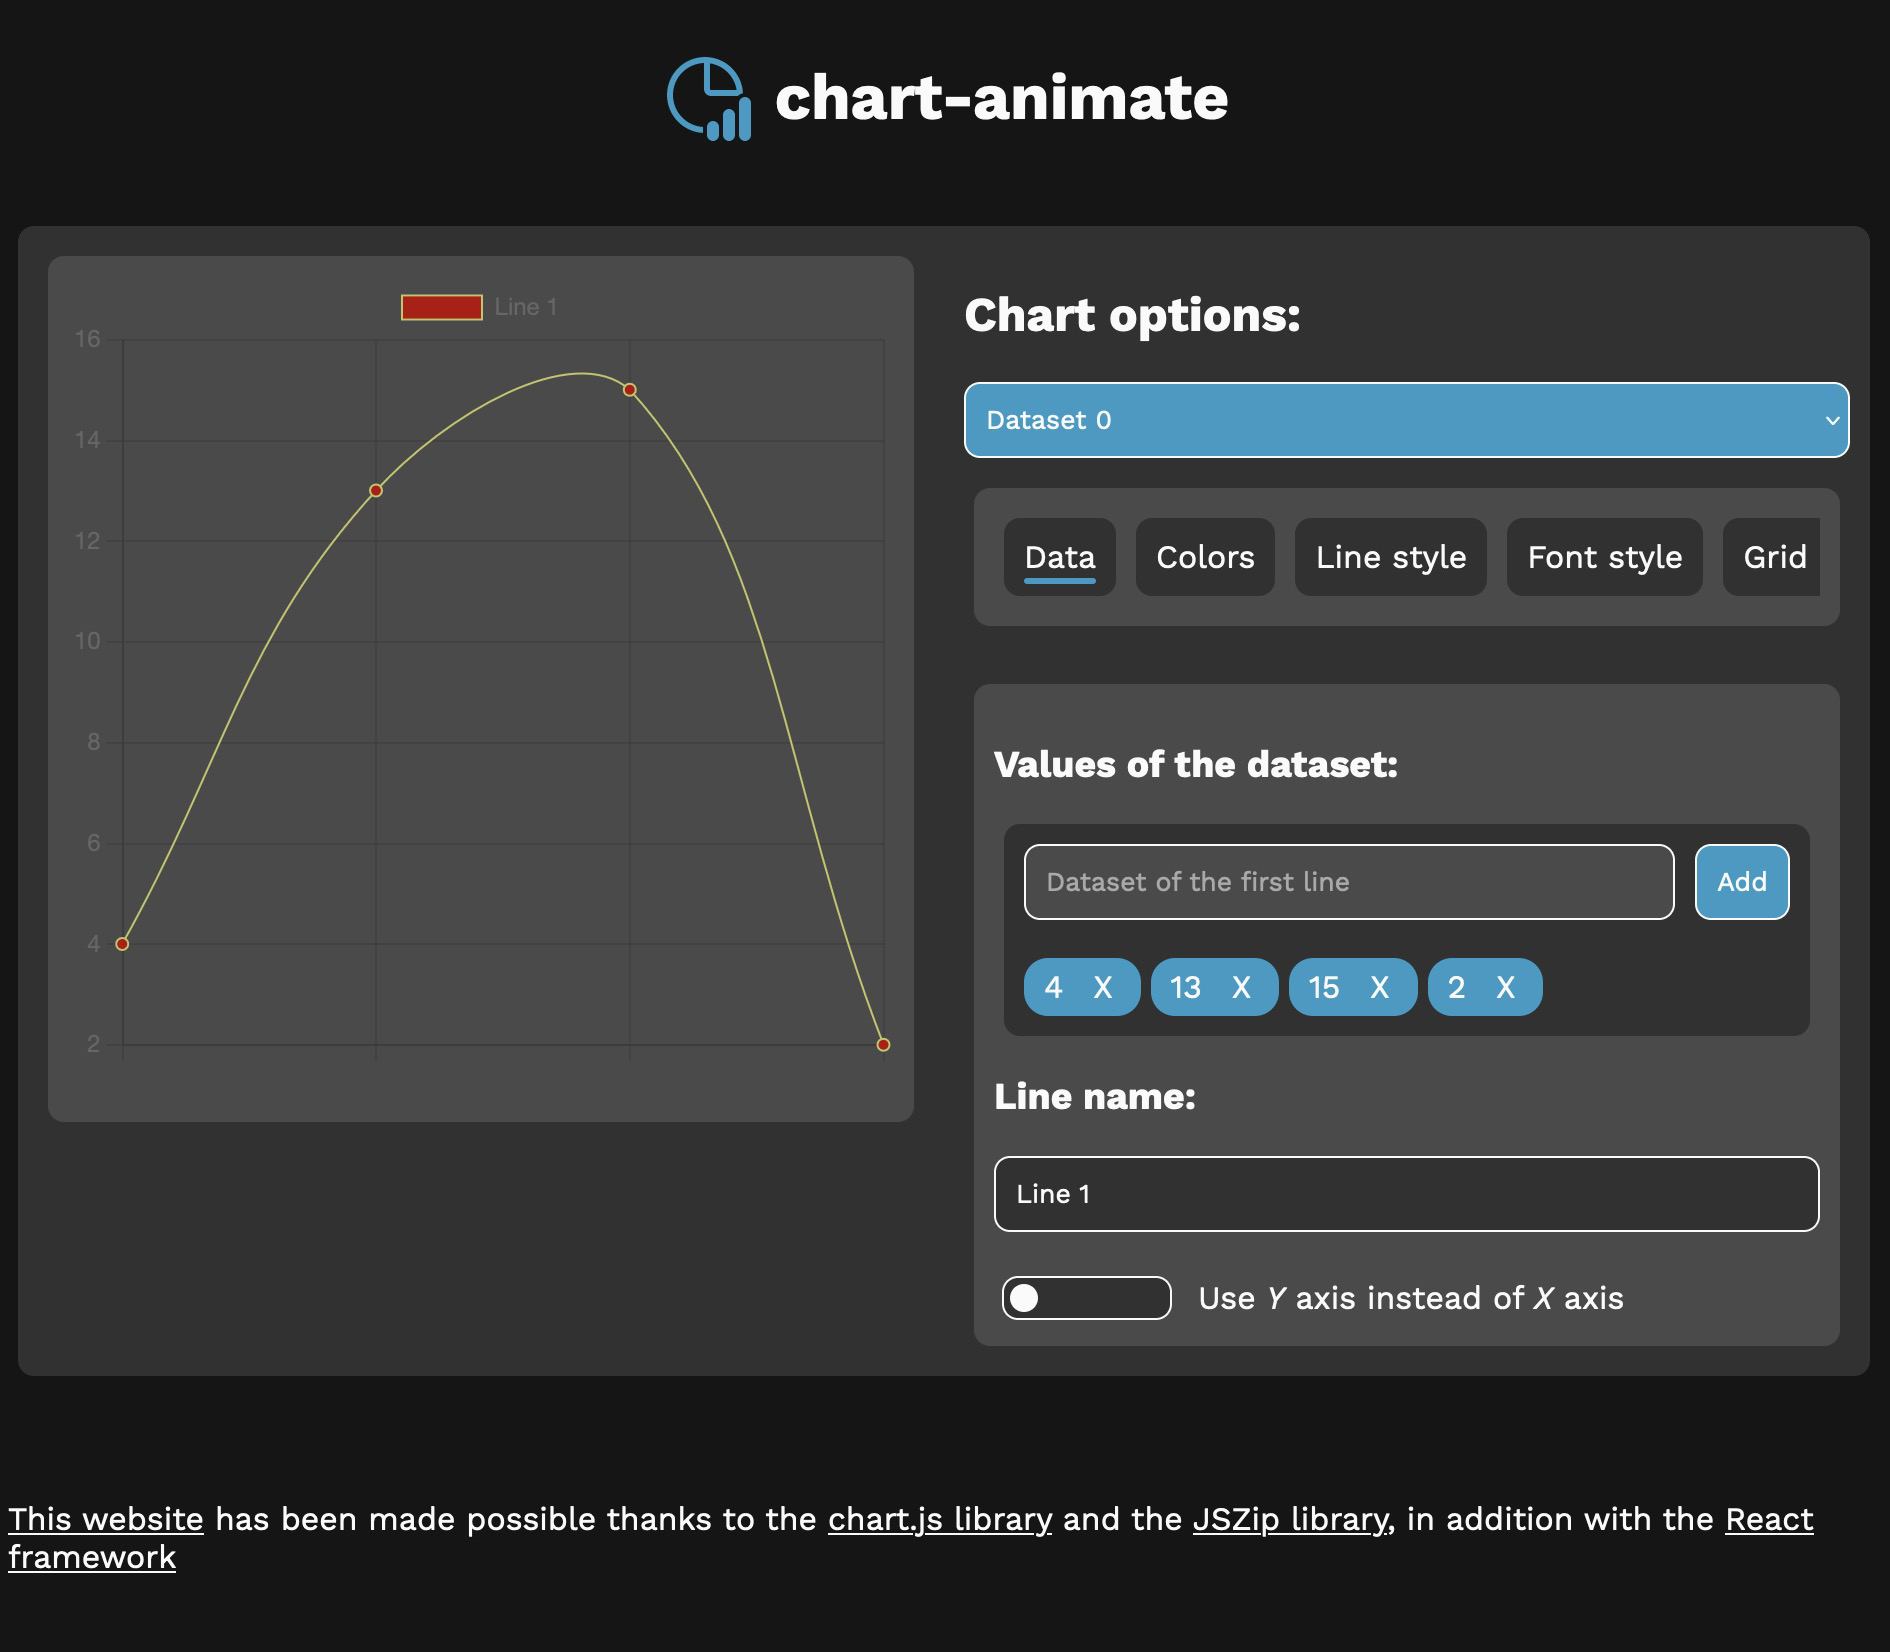 chart-animate
Line 1
16
14
12
10
8
6
4
2
Chart options:
Dataset 0
Data Colors Line style Font style Grid
Values of the dataset:
Dataset of the first line Add
4 X 13 X 15 X 2 X
Line name:
Line 1
Use Y axis instead of X axis
This website has been made possible thanks to the chart.js library and the JSZip library, in addition with the React
framework